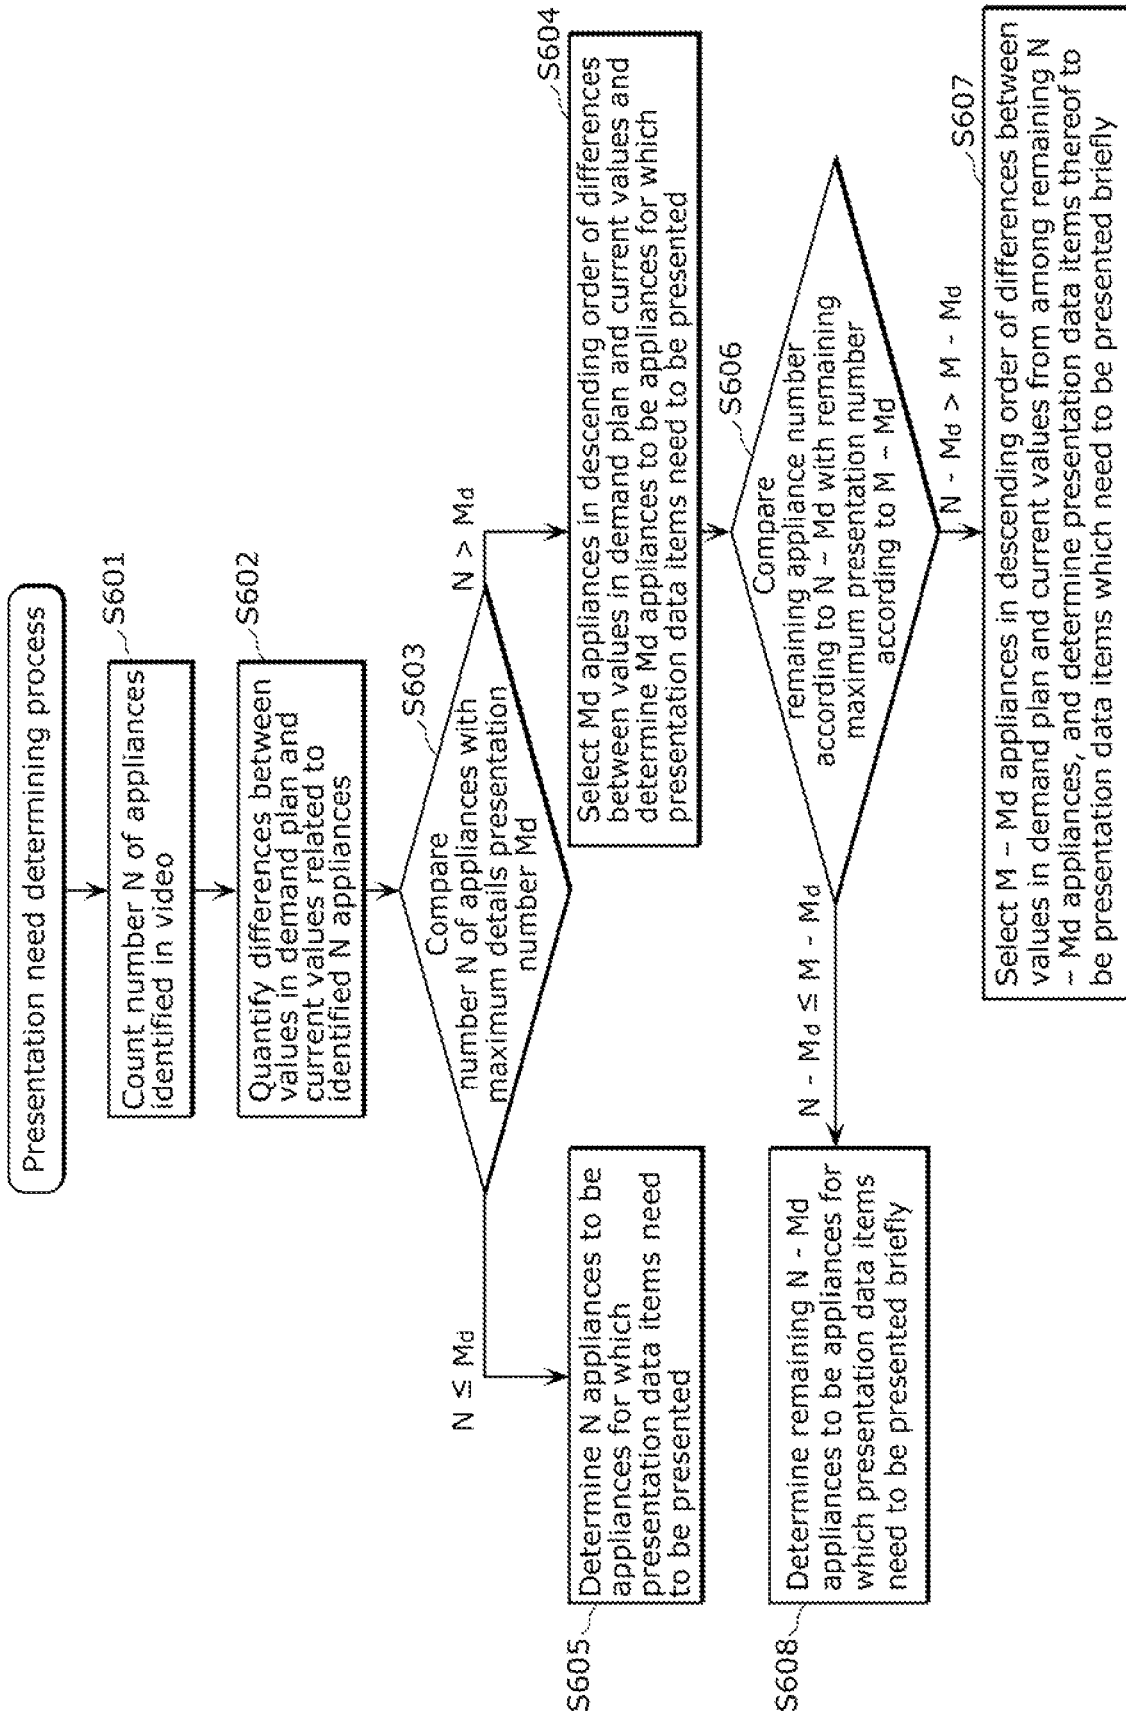 Presentation need determining process
S601
Count number N of appliances
identified in video
S602
Quantify differences between
values in demand plan and
current values related to
identified N appliances
S603
Compare
number N of appliances with
maximum details presentation
number Md
N ≤ Md
N > Md
S605
Determine N appliances to be
appliances for which
presentation data items need
to be presented
S604
Select Md appliances in descending order of differences
between values in demand plan and current values and
determine Md appliances to be appliances for which
presentation data items need to be presented
S606
Compare
remaining appliance number
according to N - Md with remaining
maximum presentation number
according to M - Md
N - Md ≤ M - Md
N - Md > M - Md
S608
Determine remaining N - Md
appliances to be appliances for
which presentation data items
need to be presented briefly
S607
Select M - Md appliances in descending order of differences between
values in demand plan and current values from among remaining N
- Md appliances, and determine presentation data items thereof to
be presentation data items which need to be presented briefly